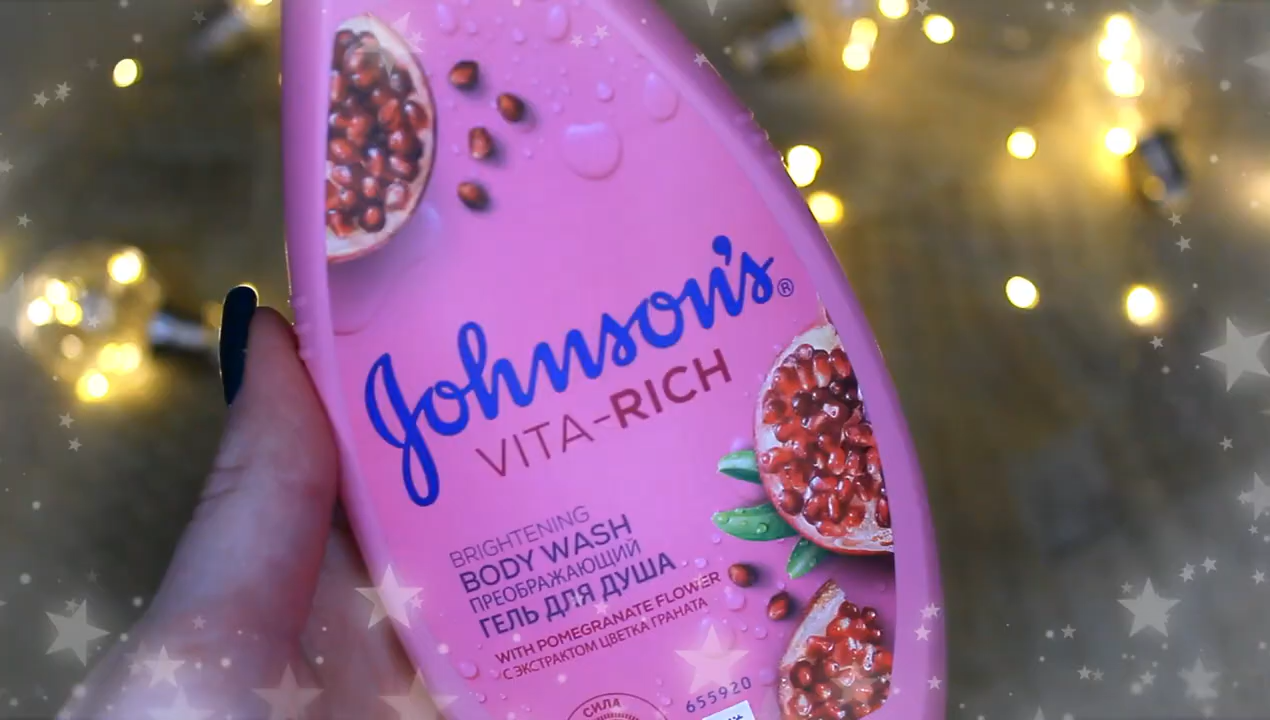 Johnson's®
VITA-RICH
BRIGHTENING
BODY WASH
ПРЕОБРАЖАЮЩИЙ
ГЕЛЬ ДЛЯ ДУША
WITH POMEGRANATE FLOWER
С ЭКСТРАКТОМ ЦВЕТКА ГРАНАТА
СИЛА
655920